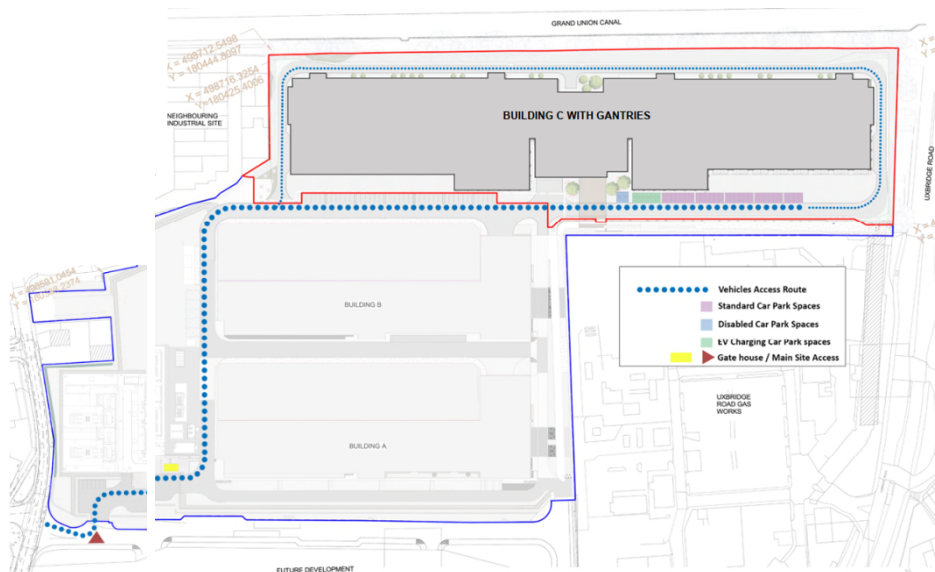 GRAND UNION CANAL
X = 498712.5498
Y = 180444.8097
X = 498716.3254
Y=180425.4006
NEIGHBOURING
INDUSTRIAL SITE
BUILDING C WITH GANTRIES
UXBRIDGE ROAD
BUILDING B
Vehicles Access Route
Standard Car Park Spaces
Disabled Car Park Spaces
EV Charging Car Park spaces
Gate house / Main Site Access
UXBRIDGE
ROAD GAS
WORKS
BUILDING A
FUTURE DEVELOPMENT